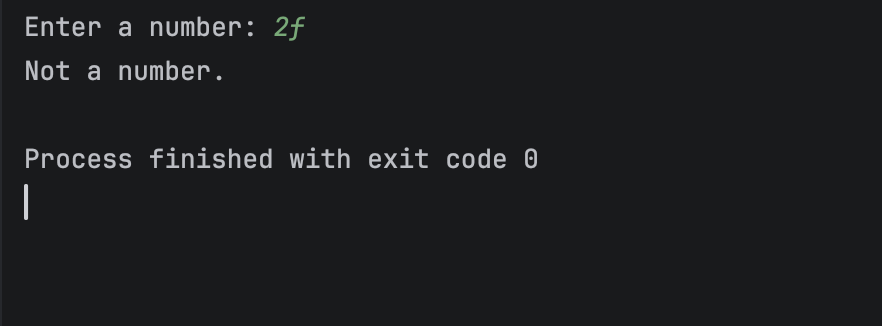 Enter a number: 2f
Not a number.
Process finished with exit code 0